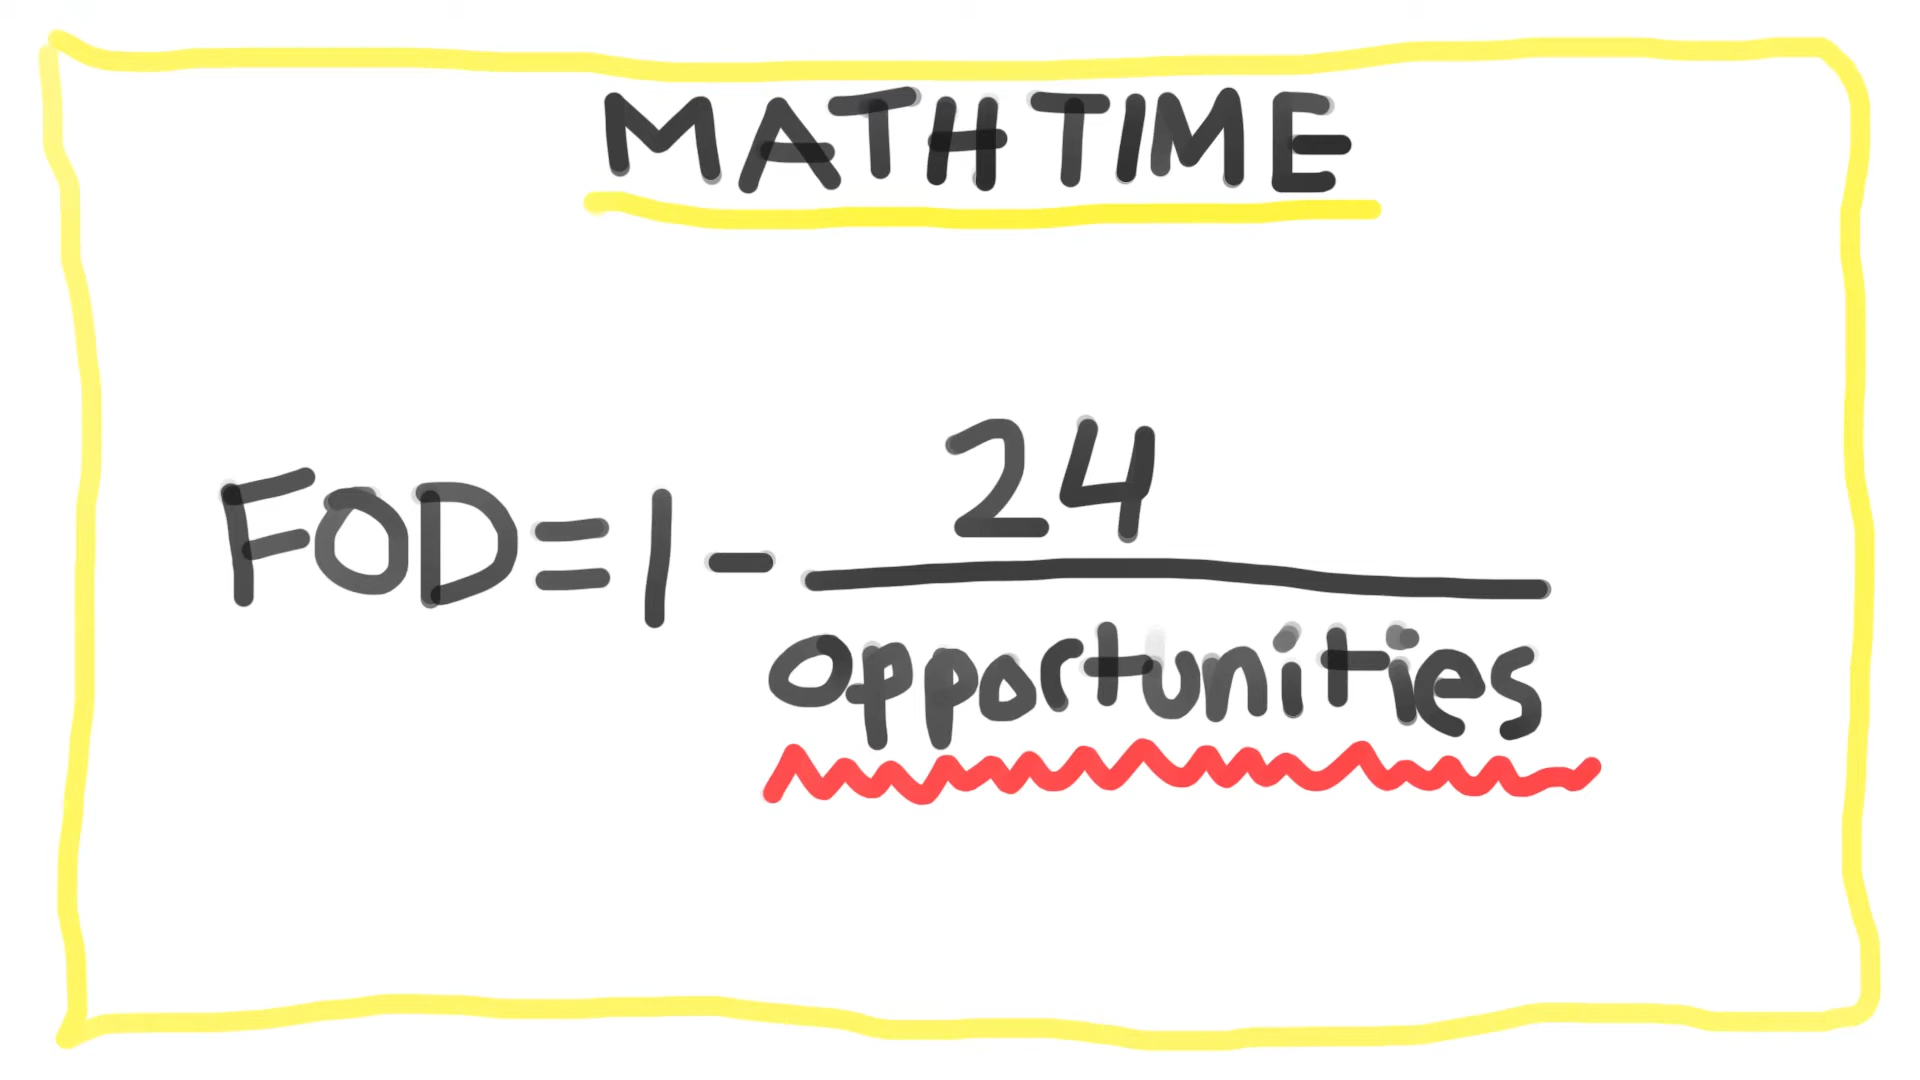 MATH TIME
24
FOD = 1 -
opportunities